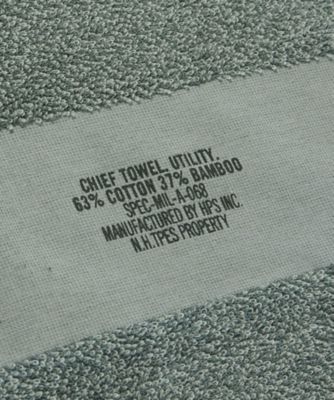 CHIEF TOWEL, UTILITY.
63% COTTON 37% BAMBOO
SPEC-MIL-A-068
MANUFACTURED BY HPS INC.
N.H.TPES PROPERTY